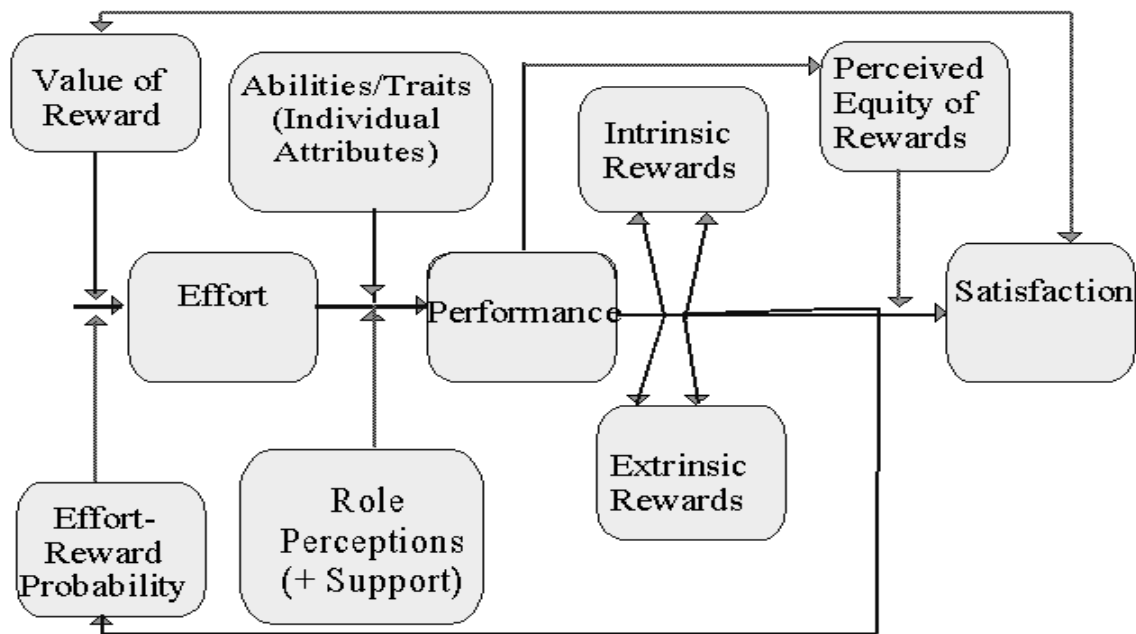 Value of
Reward
Abilities/Traits
(Individual
Attributes)
Intrinsic
Rewards
Perceived
Equity of
Rewards
Effort
Performance
Satisfaction
Effort-
Reward
Probability
Role
Perceptions
(+ Support)
Extrinsic
Rewards